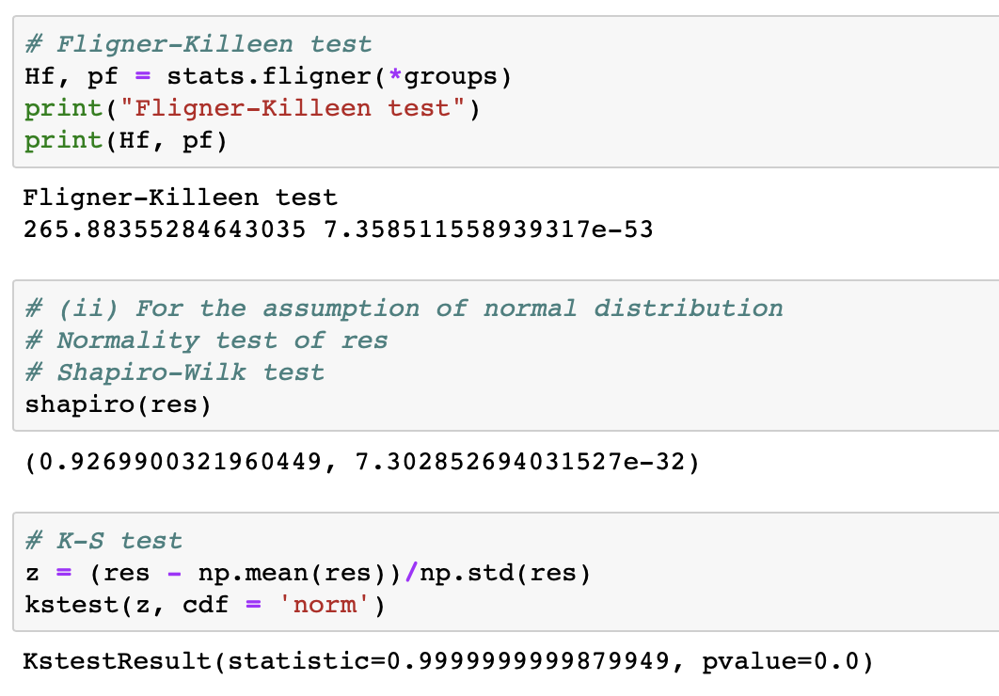 # Fligner-Killeen test
Hf, pf = stats.fligner(*groups)
print("Fligner-Killeen test")
print(Hf, pf)
Fligner-Killeen test
265.88355284643035 7.358511558939317e-53
# (ii) For the assumption of normal distribution
# Normality test of res
# Shapiro-Wilk test
shapiro(res)
(0.9269900321960449, 7.302852694031527e-32)
# K-S test
z = (res - np.mean(res))/np.std(res)
kstest(z, cdf = 'norm')
KstestResult(statistic=0.9999999999879949, pvalue=0.0)